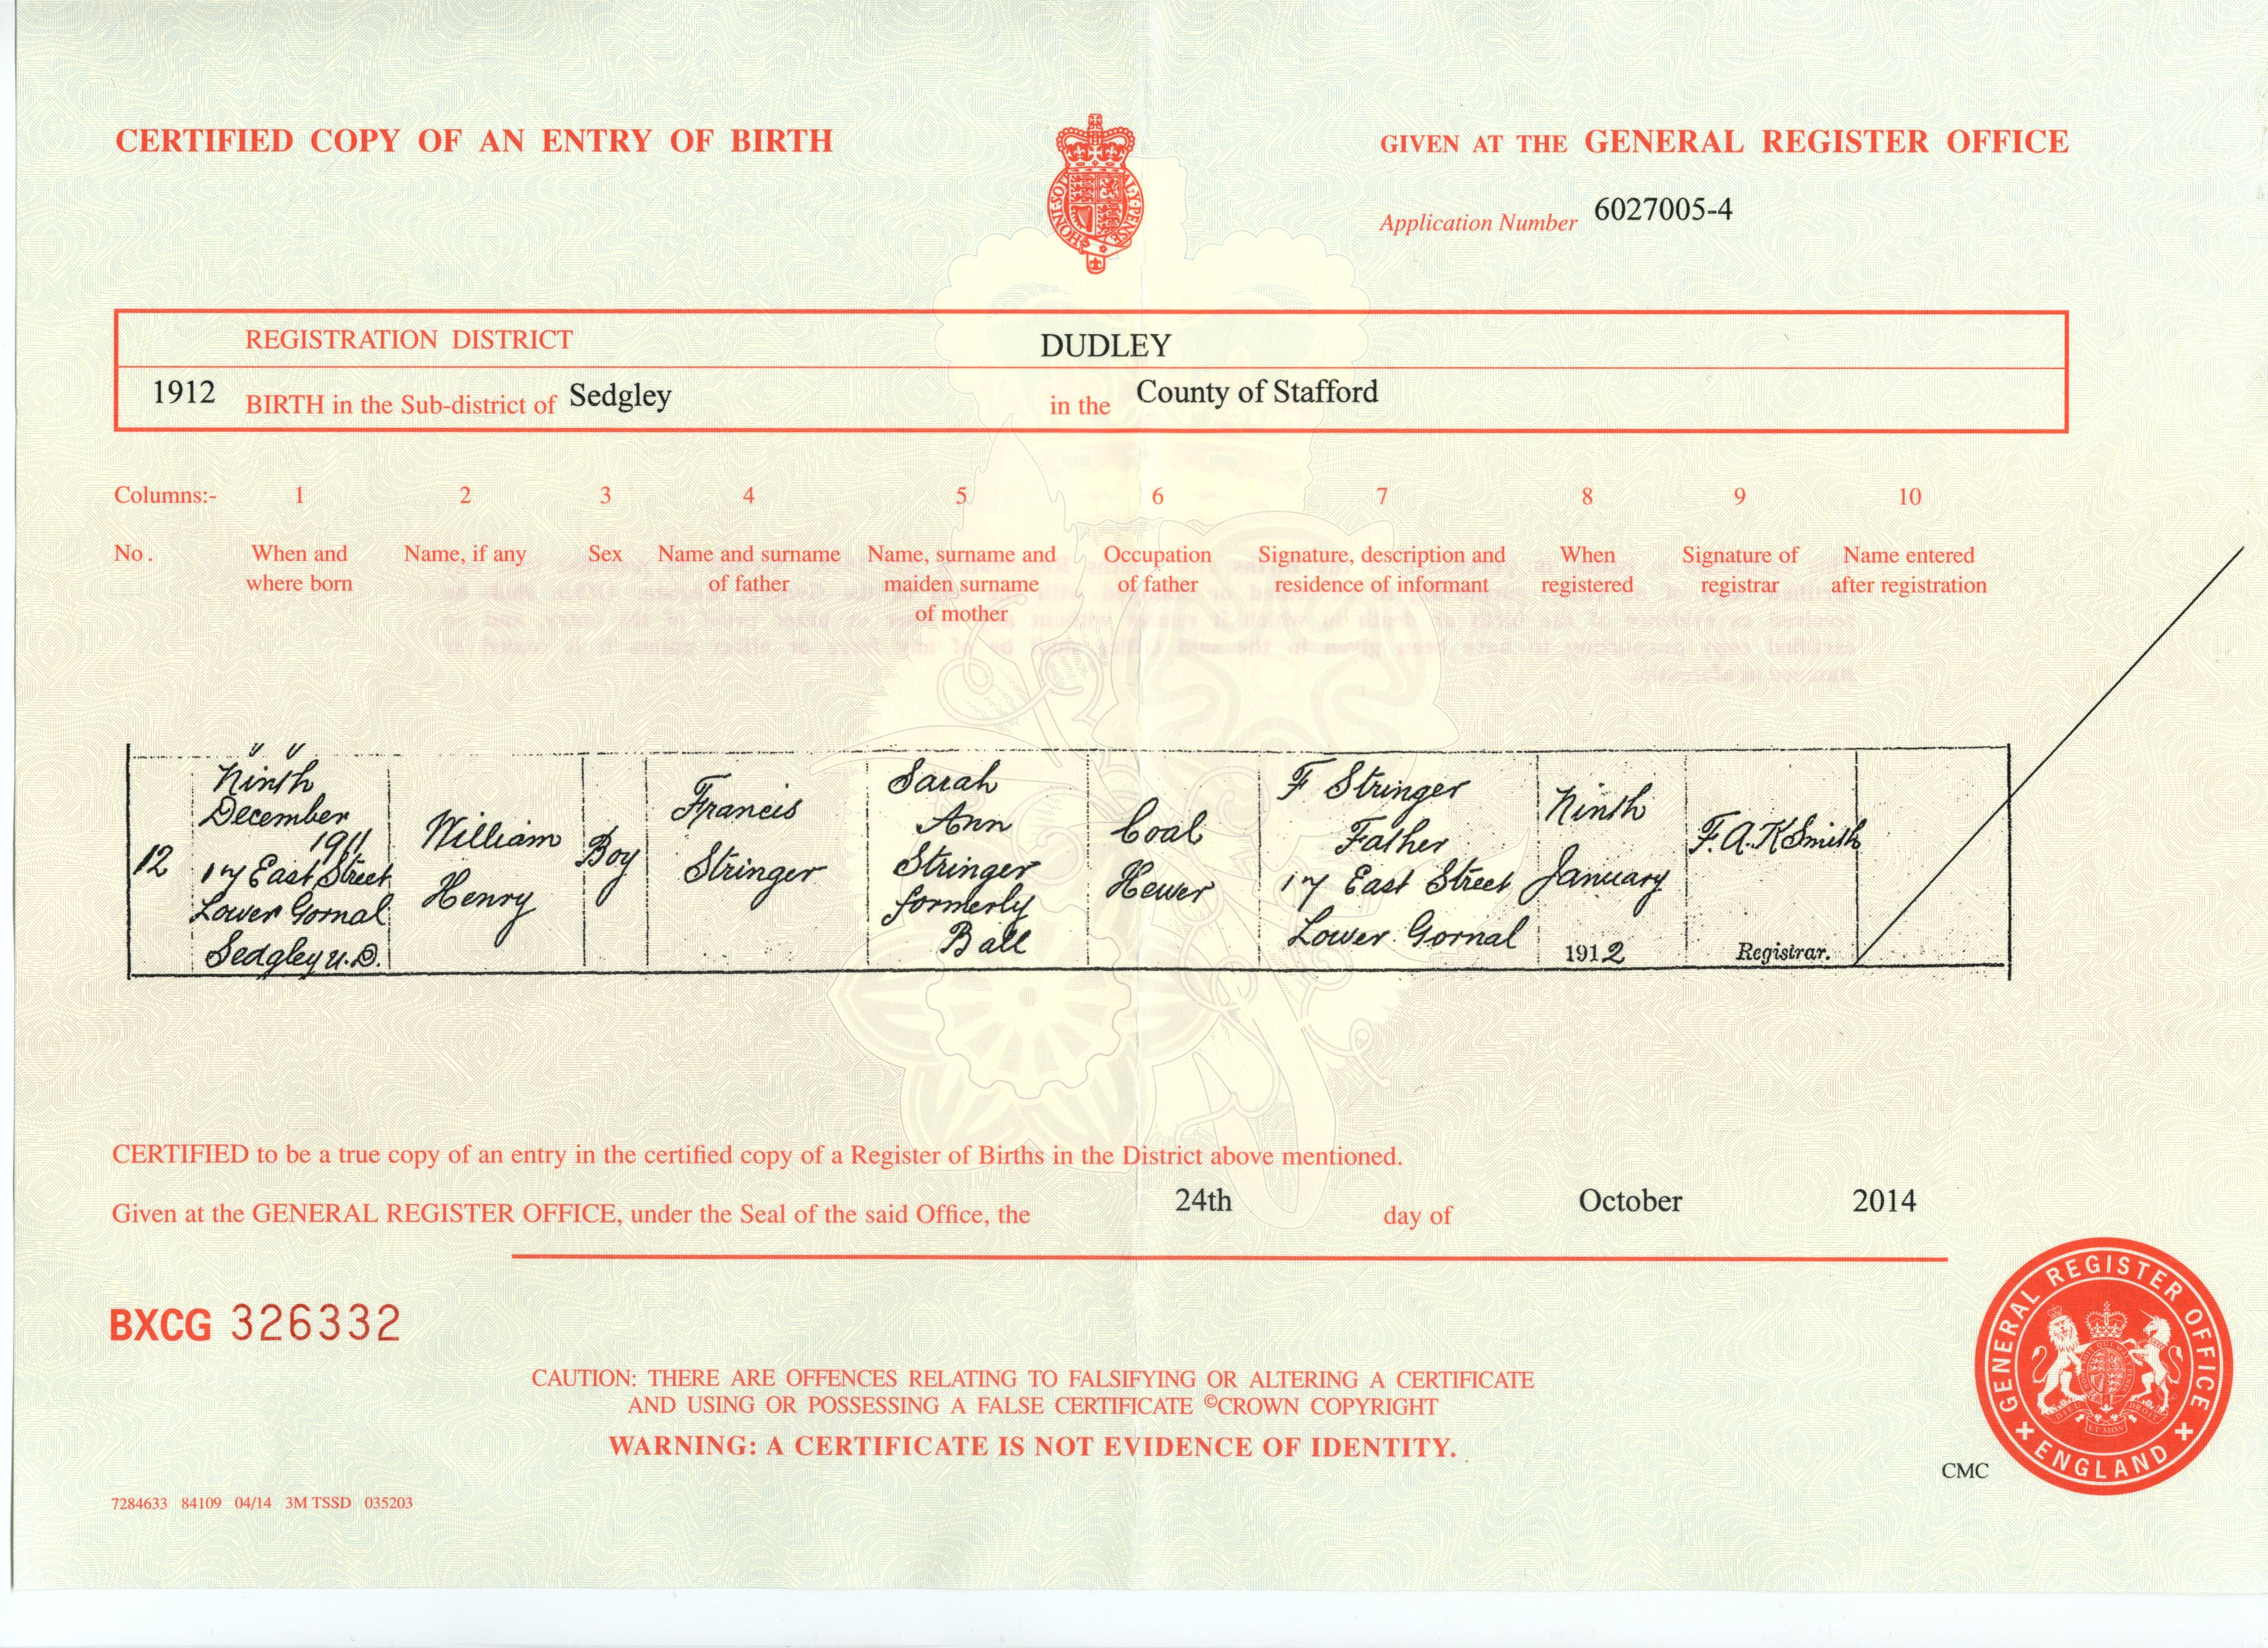 CERTIFIED COPY OF AN ENTRY OF BIRTH
GIVEN AT THE GENERAL REGISTER OFFICE
HONI·SOIT
AL·Y·PENSE
Application Number 6027005-4
REGISTRATION DISTRICT DUDLEY
1912 BIRTH in the Sub-district of Sedgley in the County of Stafford
Columns:- 1 2 3 4 5 6 7 8 9 10
No. When and where born
Name, if any
Sex
Name and surname
of father
Name, surname and
maiden surname
of mother
Occupation
of father
Signature, description and
residence of informant
When
registered
Signature of
registrar
Name entered
after registration
12
" "
Ninth
December
1911
17 East Street
Lower Gornal
Sedgley U.D.
William
Henry
Boy
Francis
Stringer
Sarah
Ann
Stringer
formerly
Ball
Coal
Hewer
F Stringer
Father
17 East Street
Lower Gornal
Ninth
January
1912
F. A. K Smith
Registrar.
CERTIFIED to be a true copy of an entry in the certified copy of a Register of Births in the District above mentioned.
Given at the GENERAL REGISTER OFFICE, under the Seal of the said Office, the 24th day of October 2014
BXCG 326332
CAUTION: THERE ARE OFFENCES RELATING TO FALSIFYING OR ALTERING A CERTIFICATE
AND USING OR POSSESSING A FALSE CERTIFICATE ©CROWN COPYRIGHT
WARNING: A CERTIFICATE IS NOT EVIDENCE OF IDENTITY.
GENERAL REGISTER OFFICE
ENGLAND
CMC
7284633 84109 04/14 3M TSSD 035203